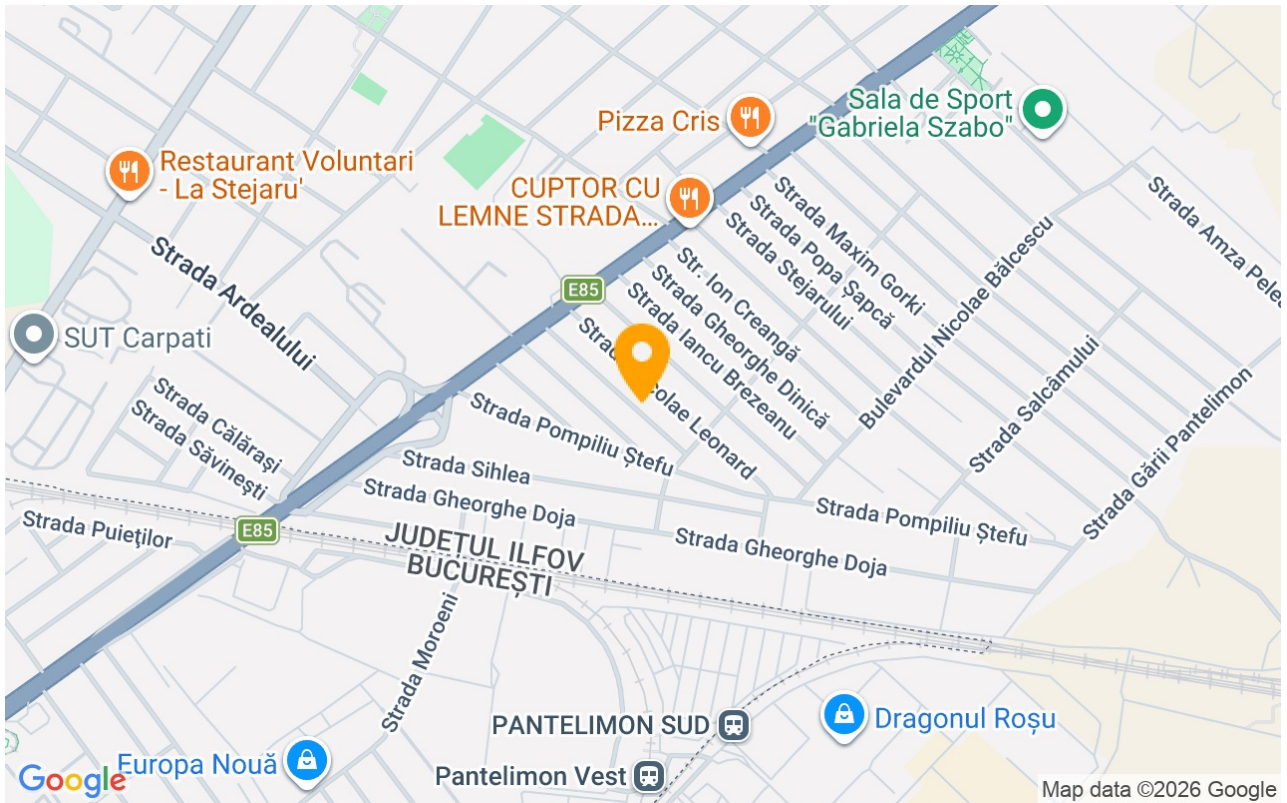 Sala de Sport
"Gabriela Szabo"
Pizza Cris
Restaurant Voluntari
- La Stejaru'
CUPTOR CU
LEMNE STRADA...
Strada Maxim Gorki
Strada Popa Șapcă
Strada Stejarului
Strada Amza Pele
Bulevardul Nicolae Bălcescu
Strada Ardealului
Str. Ion Creangă
Strada Gheorghe Dinică
Strada Iancu Brezeanu
E85
SUT Carpati
Strada Salcâmului
Strada Gării Pantelimon
colae Leonard
Strada Călărași
Strada Săvinești
Strada Pompiliu Ștefu
Strada Sihlea
Strada Gheorghe Doja
Strada Pompiliu Ștefu
Strada Puieţilor
E85
JUDEȚUL ILFOV
BUCUREȘTI
Strada Gheorghe Doja
Strada Moroeni
PANTELIMON SUD
Dragonul Roșu
Europa Nouă
Pantelimon Vest
Google
Map data ©2026 Google